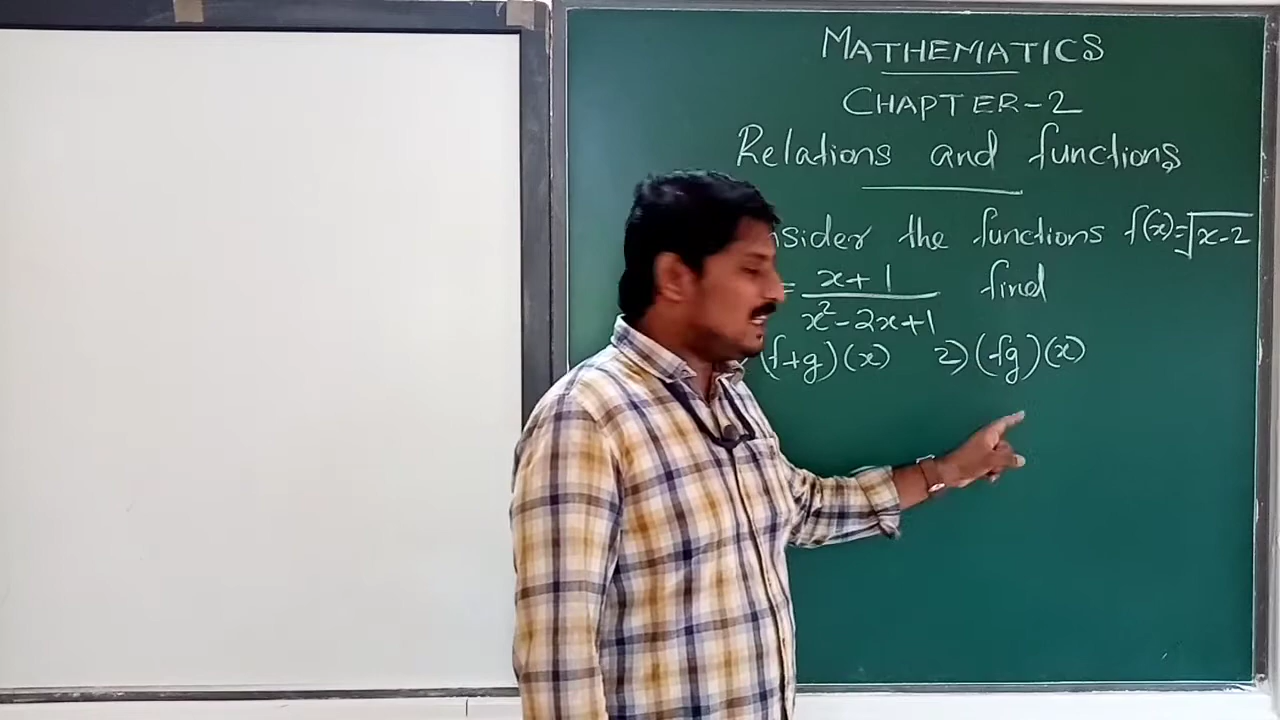 MATHEMATICS
CHAPTER-2
Relations and functions
nsider the functions f(x)=√x-2
= x+1/x²-2x+1 find
(f+g)(x) 2)(fg)(x)